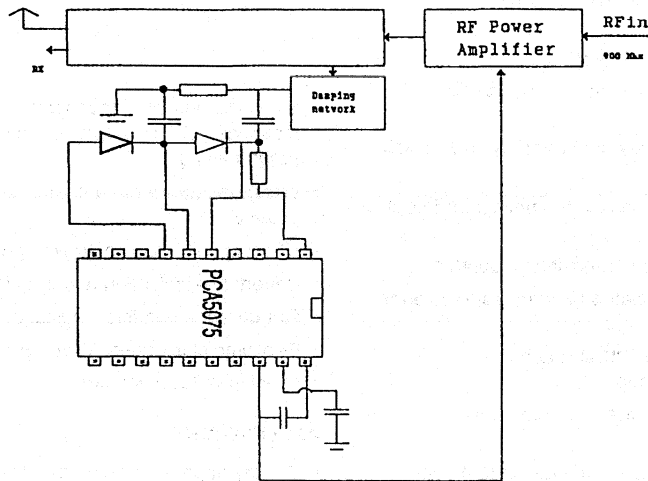 RF Power
Amplifier
RFin
900 Mhz
RX
Damping
network
PCA5075